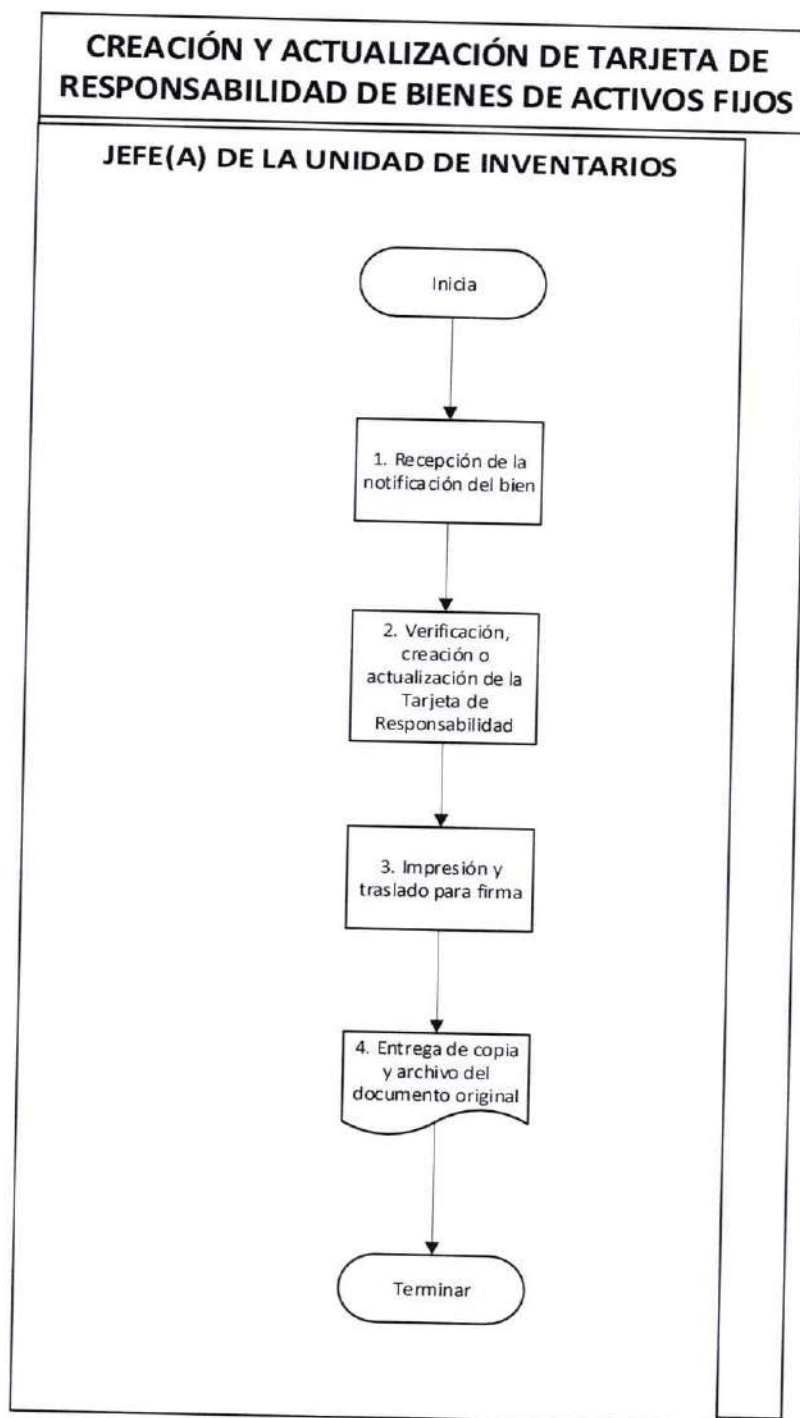 CREACIÓN Y ACTUALIZACIÓN DE TARJETA DE
RESPONSABILIDAD DE BIENES DE ACTIVOS FIJOS
JEFE(A) DE LA UNIDAD DE INVENTARIOS
Inicia
1. Recepción de la
notificación del bien
2. Verificación,
creación o
actualización de la
Tarjeta de
Responsabilidad
3. Impresión y
traslado para firma
4. Entrega de copia
y archivo del
documento original
Terminar